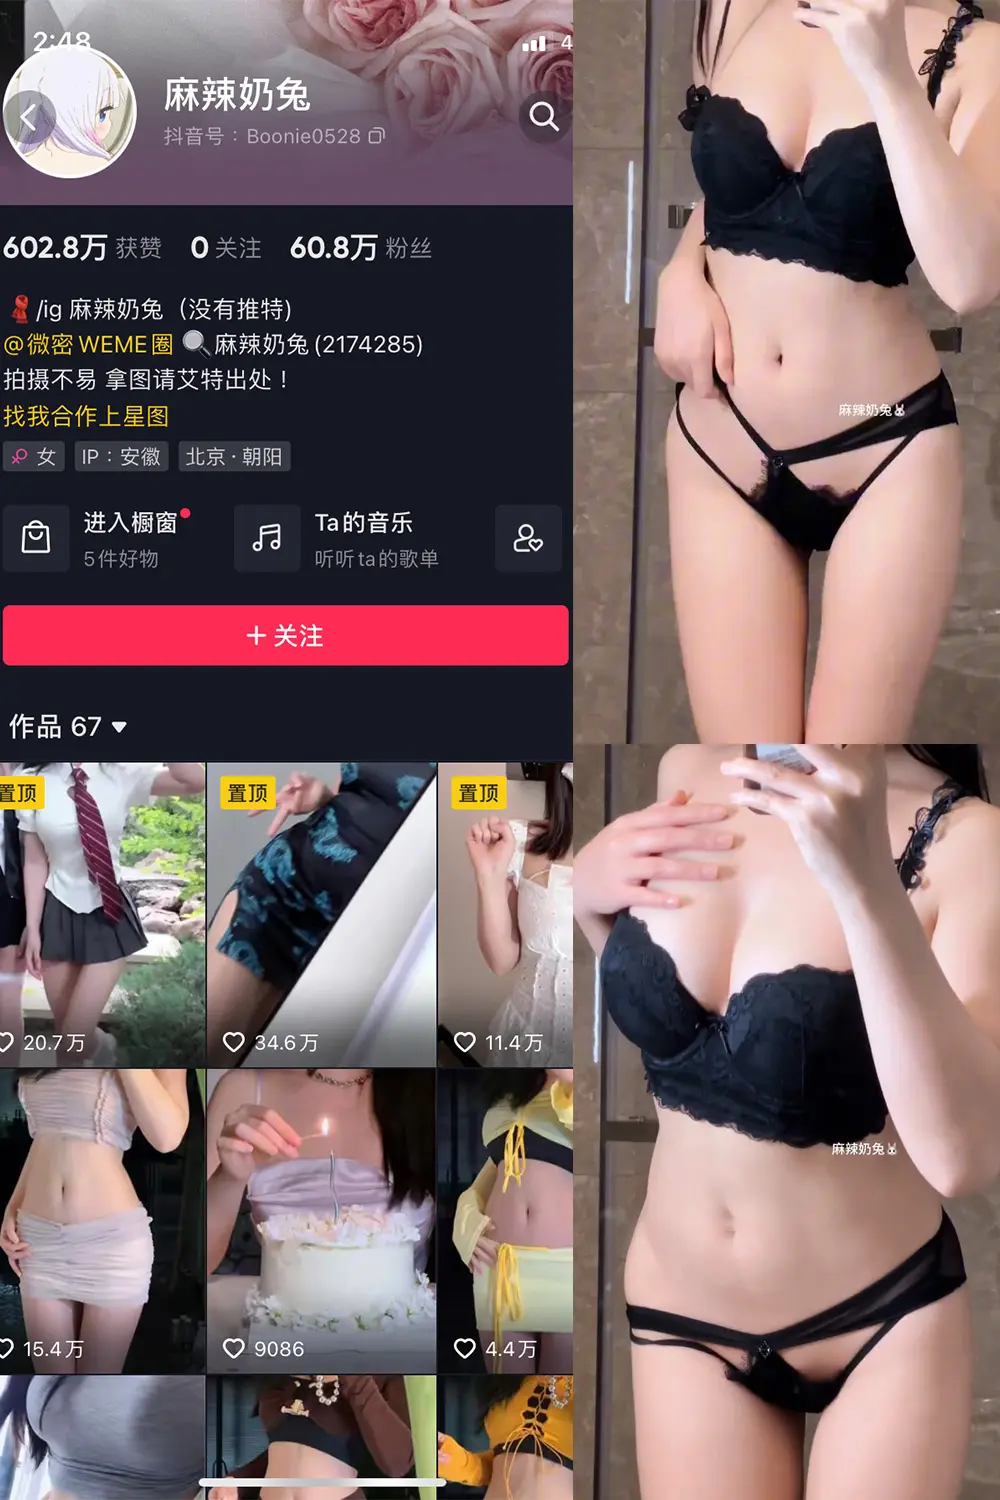 2:48
4
麻辣奶兔
抖音号：Boonie0528
602.8万 获赞 0 关注 60.8万 粉丝
/ig 麻辣奶兔（没有推特)
@微密 WEME圈 麻辣奶兔 (2174285)
拍摄不易 拿图请艾特出处！
找我合作上星图
女 IP：安徽 北京·朝阳
进入橱窗
5件好物
Ta的音乐
听听ta的歌单
+ 关注
作品 67
置顶 置顶 置顶
20.7万 34.6万 11.4万
15.4万 9086 4.4万
麻辣奶兔
麻辣奶兔